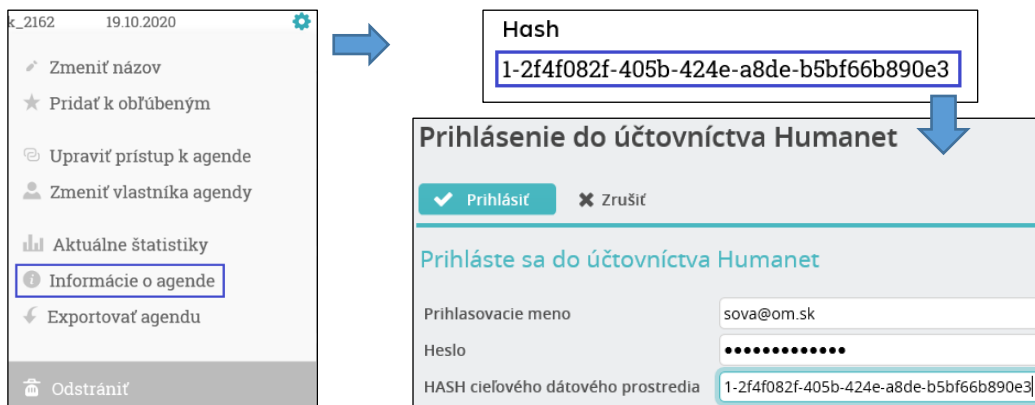 k_2162 19.10.2020
Zmeniť názov
Pridať k obľúbeným
Upraviť prístup k agende
Zmeniť vlastníka agendy
Aktuálne štatistiky
Informácie o agende
Exportovať agendu
Odstrániť
Hash
1-2f4f082f-405b-424e-a8de-b5bf66b890e3
Prihlásenie do účtovníctva Humanet
Prihlásiť Zrušiť
Prihláste sa do účtovníctva Humanet
Prihlasovacie meno sova@om.sk
Heslo •••••••••••••
HASH cieľového dátového prostredia 1-2f4f082f-405b-424e-a8de-b5bf66b890e3